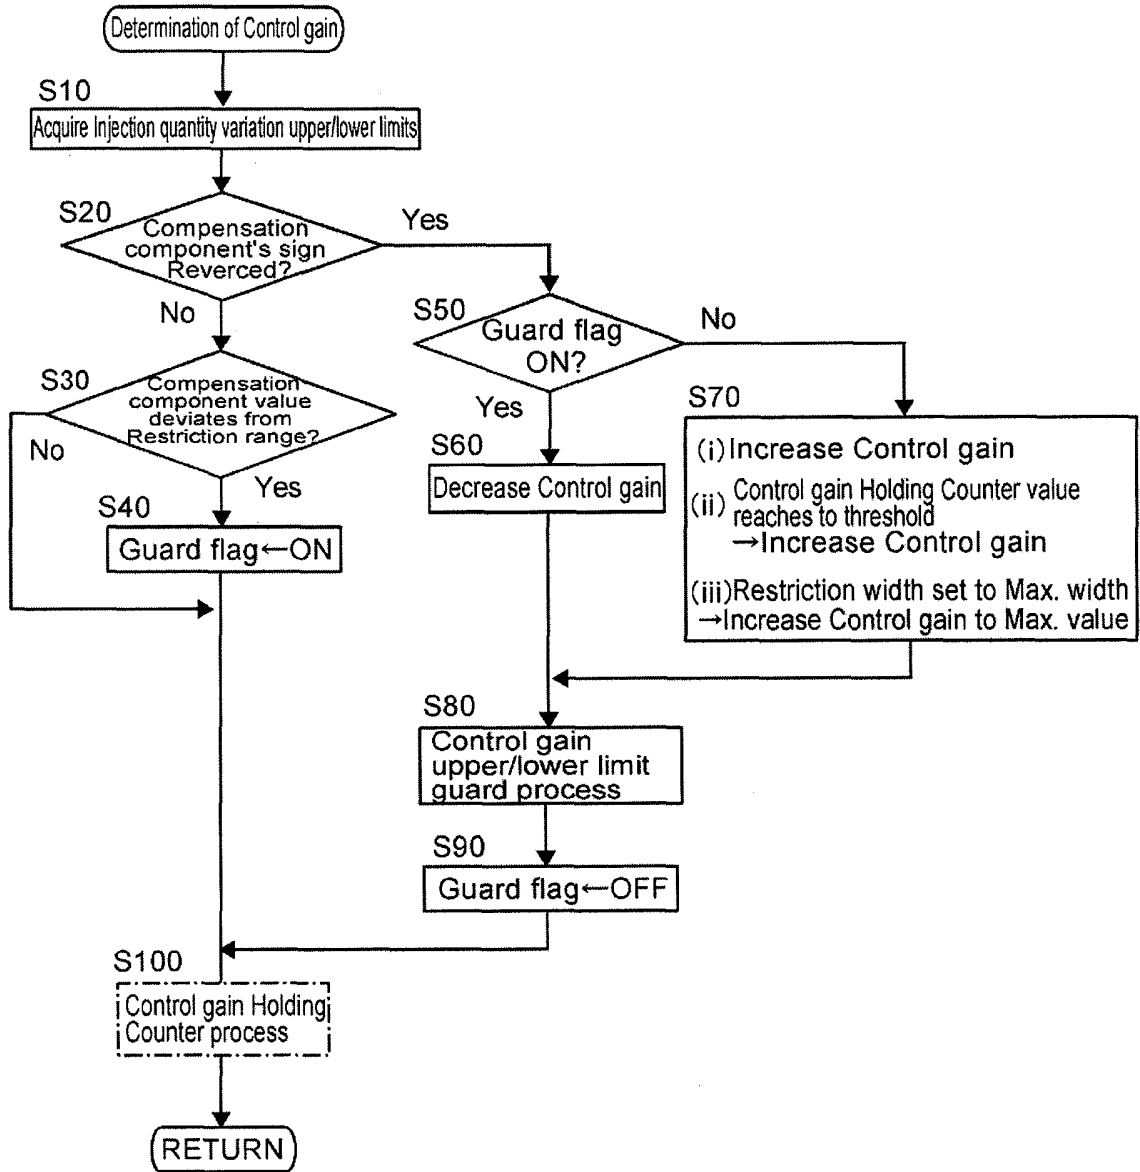 Determination of Control gain
S10
Acquire Injection quantity variation upper/lower limits
S20
Compensation
component's sign
Reverced?
Yes
No
S30
Compensation
component value
deviates from
Restriction range?
No
Yes
S40
Guard flag←ON
S50
Guard flag
ON?
No
Yes
S60
Decrease Control gain
S70
(i)Increase Control gain
(ii) Control gain Holding Counter value
reaches to threshold
→Increase Control gain
(iii)Restriction width set to Max. width
→Increase Control gain to Max. value
S80
Control gain
upper/lower limit
guard process
S90
Guard flag←OFF
S100
Control gain Holding
Counter process
RETURN